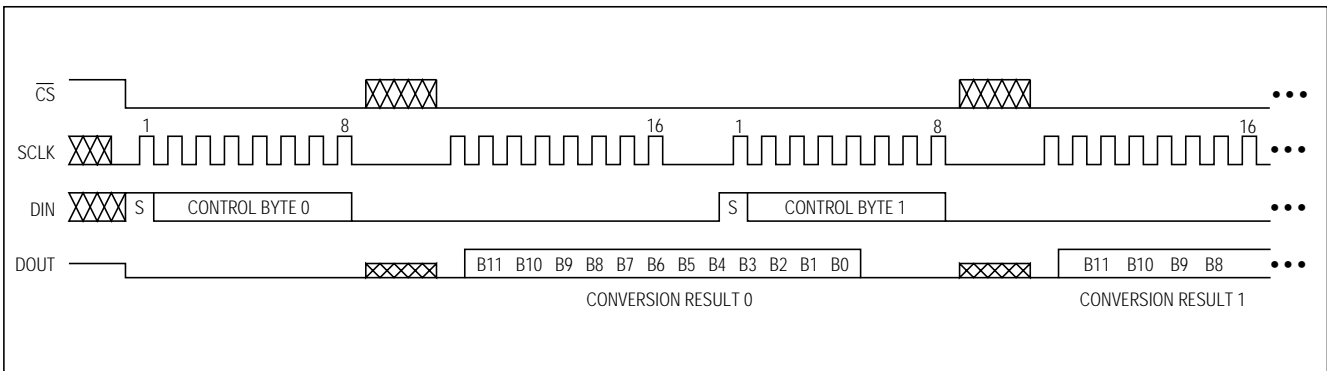 CS
1 8 16 1 8 16
SCLK
DIN S CONTROL BYTE 0 S CONTROL BYTE 1
DOUT B11 B10 B9 B8 B7 B6 B5 B4 B3 B2 B1 B0 B11 B10 B9 B8
CONVERSION RESULT 0 CONVERSION RESULT 1